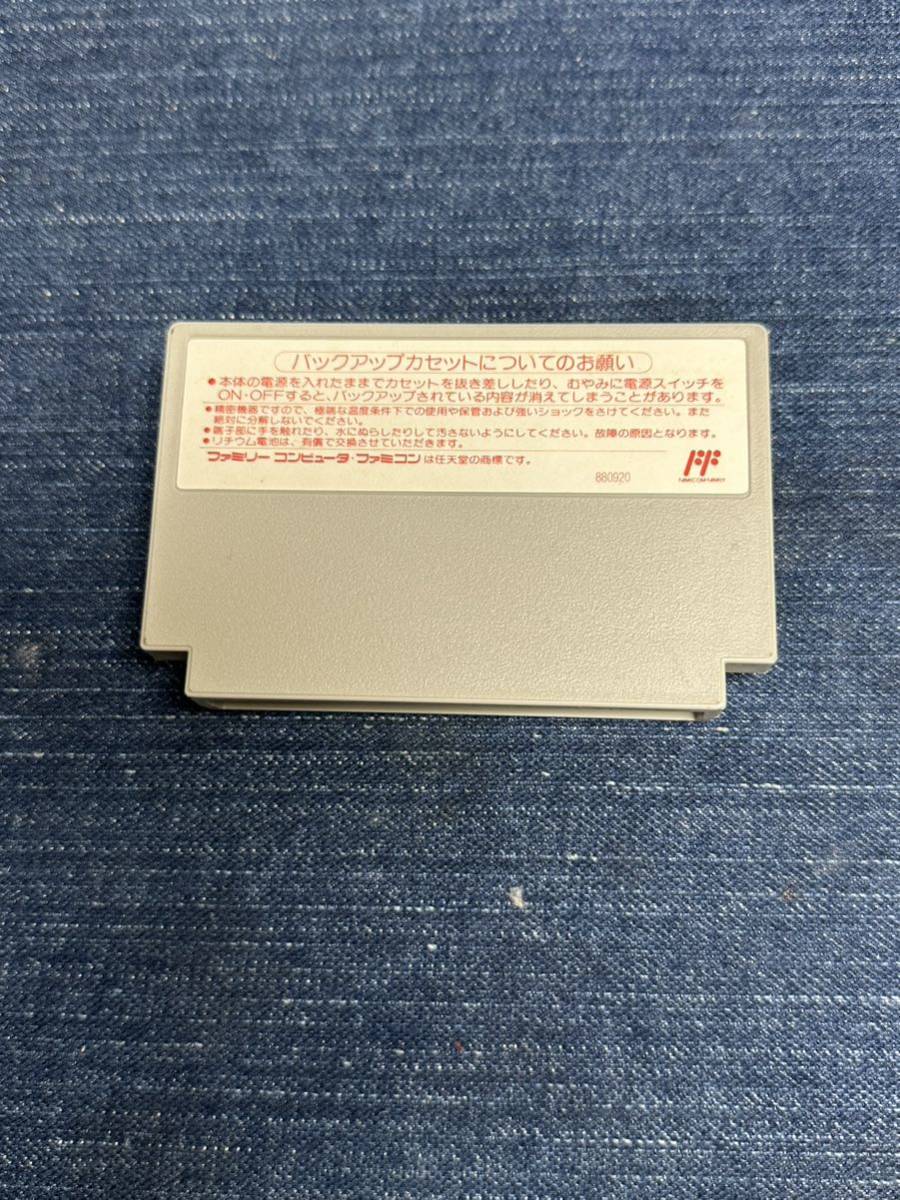 バックアップカセットについてのお願い
●本体の電源を入れたままでカセットを抜き差ししたり、むやみに電源スイッチを
ON・OFFすると、バックアップされている内容が消えてしまうことがあります。
●精密機器ですので、極端な温度条件下での使用や保管および強いショックをさけてください。また
絶対に分解しないでください。
●端子部に手を触れたり、水にぬらしたりして汚さないようにしてください。故障の原因となります。
●リチウム電池は、有償で交換させていただきます。
ファミリー コンピュータ・ファミコンは任天堂の商標です。
880920